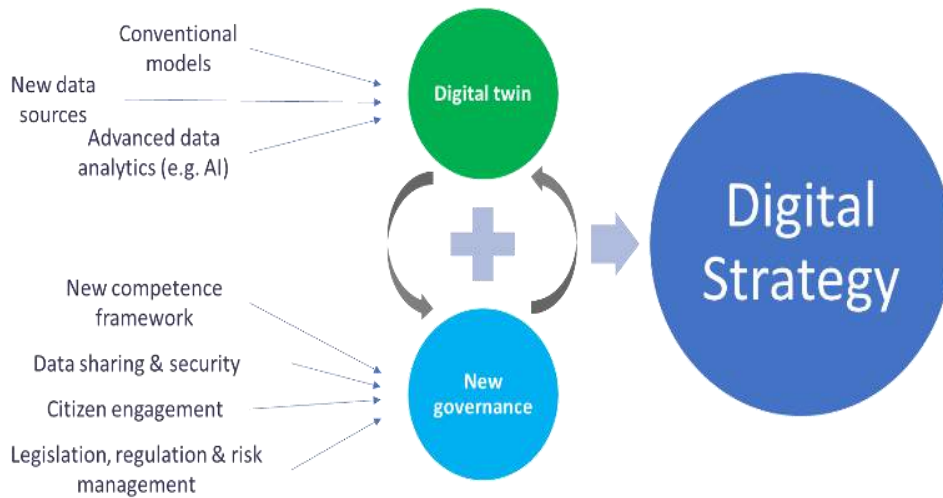 Conventional
models
New data
sources
Advanced data
analytics (e.g. AI)
Digital twin
Digital
Strategy
New competence
framework
Data sharing & security
Citizen engagement
Legislation, regulation & risk
management
New
governance